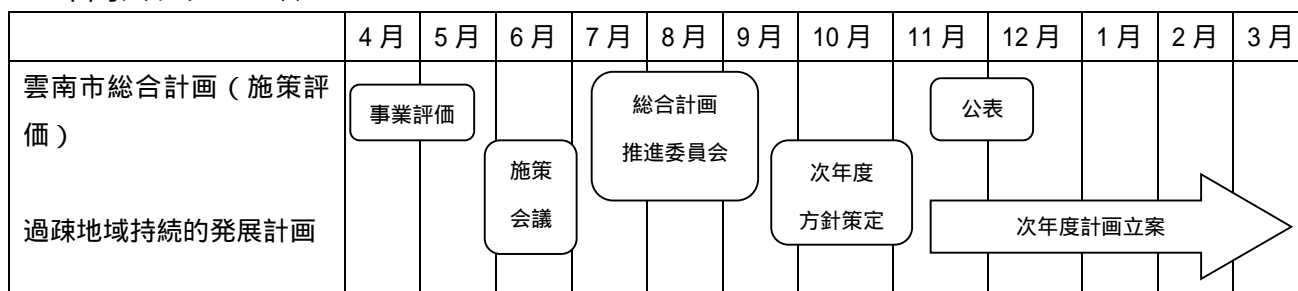 4月 5月 6月 7月 8月 9月 10月 11月 12月 1月 2月 3月
雲南市総合計画（施策評
価）
過疎地域持続的発展計画
事業評価
施策
会議
総合計画
推進委員会
次年度
方針策定
公表
次年度計画立案